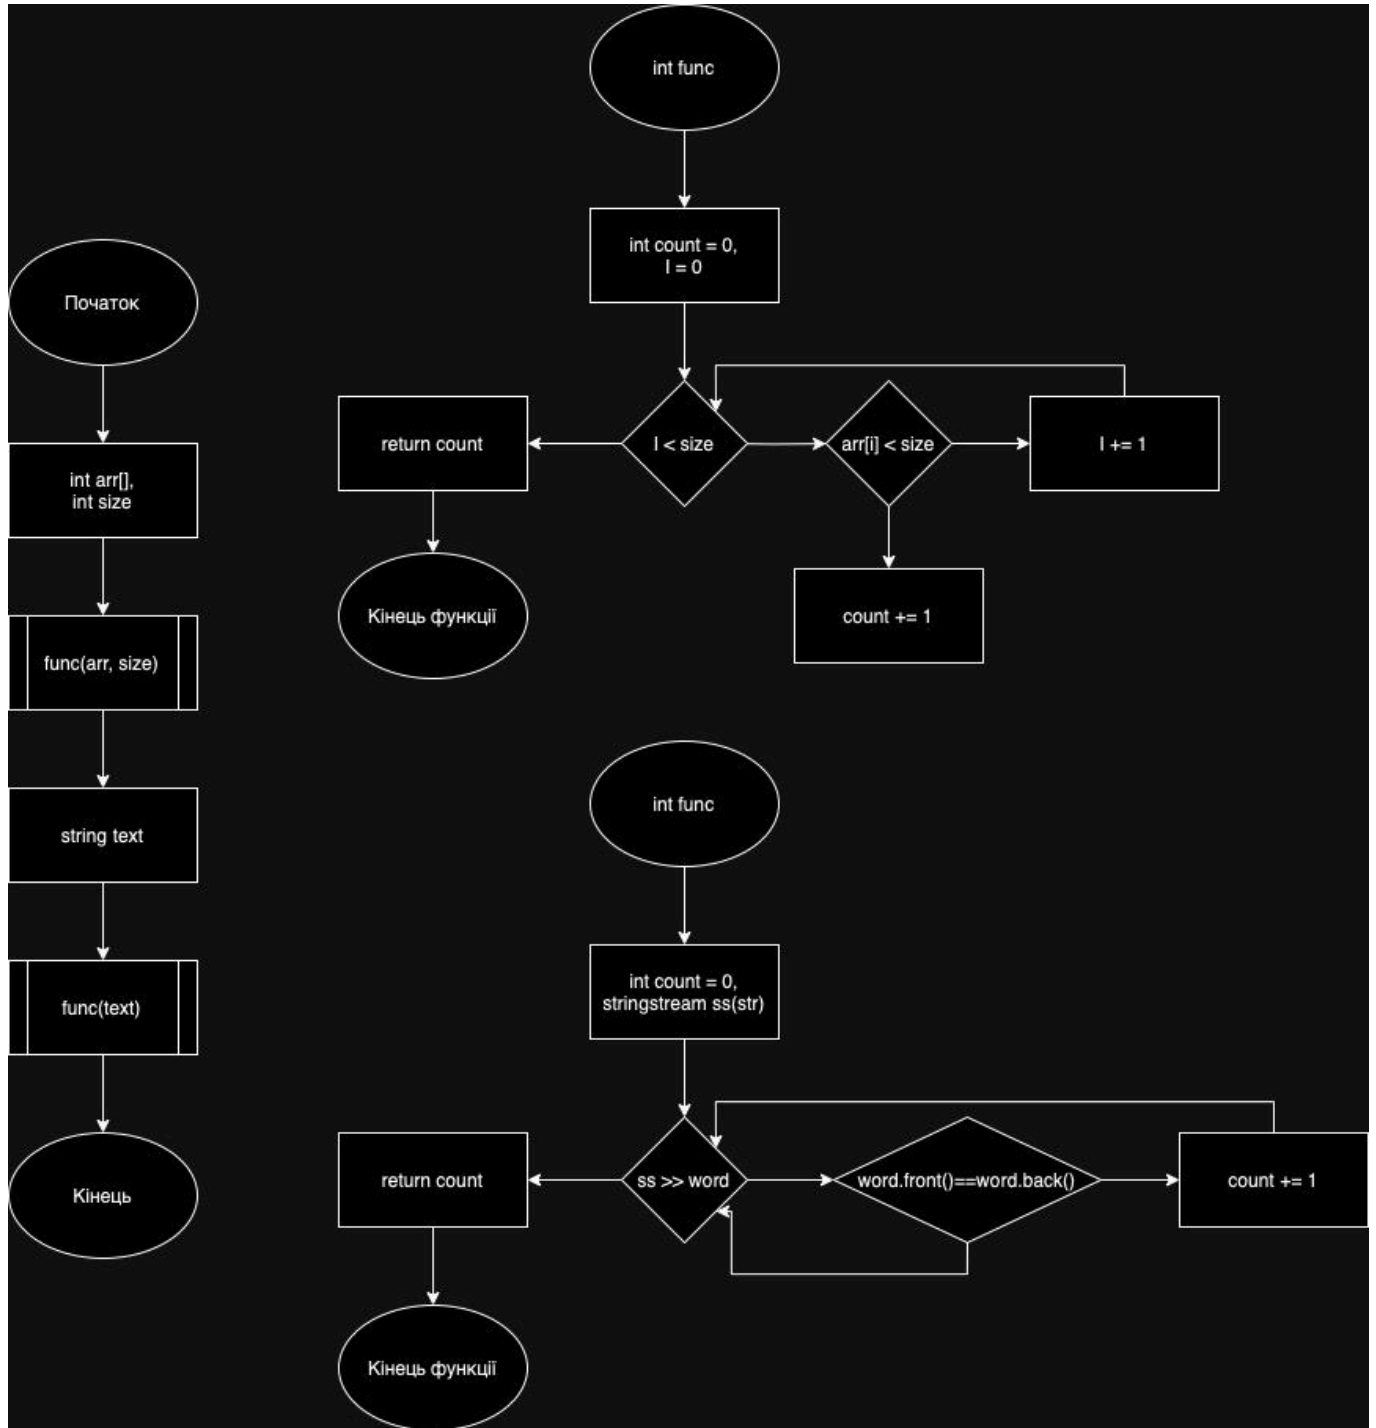 Початок
int arr[],
int size
func(arr, size)
string text
func(text)
Кінець
int func
int count = 0,
I = 0
I < size
arr[i] < size
I += 1
return count
count += 1
Кінець функції
int func
int count = 0,
stringstream ss(str)
ss >> word
word.front()==word.back()
count += 1
return count
Кінець функції